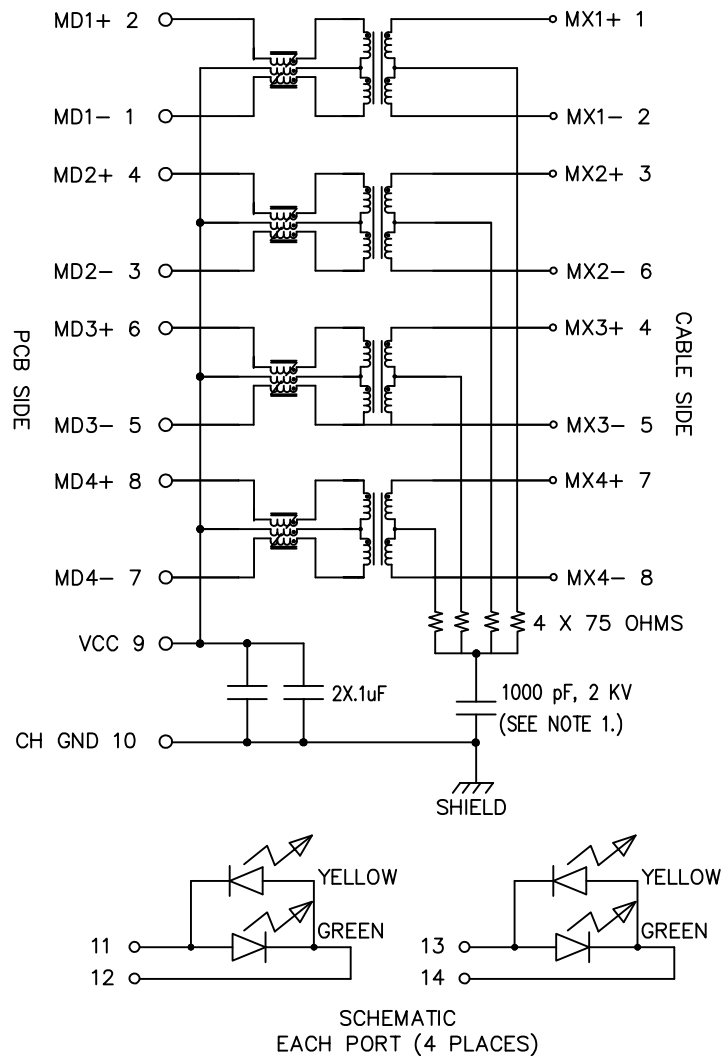 MD1+ 2
MX1+ 1
MD1- 1
MX1- 2
MD2+ 4
MX2+ 3
MD2- 3
MX2- 6
MD3+ 6
MX3+ 4
PCB SIDE
CABLE SIDE
MD3- 5
MX3- 5
MD4+ 8
MX4+ 7
MD4- 7
MX4- 8
4 X 75 OHMS
VCC 9
2X.1uF
1000 pF, 2 KV
(SEE NOTE 1.)
CH GND 10
SHIELD
YELLOW
YELLOW
GREEN
GREEN
11
13
12
14
SCHEMATIC
EACH PORT (4 PLACES)